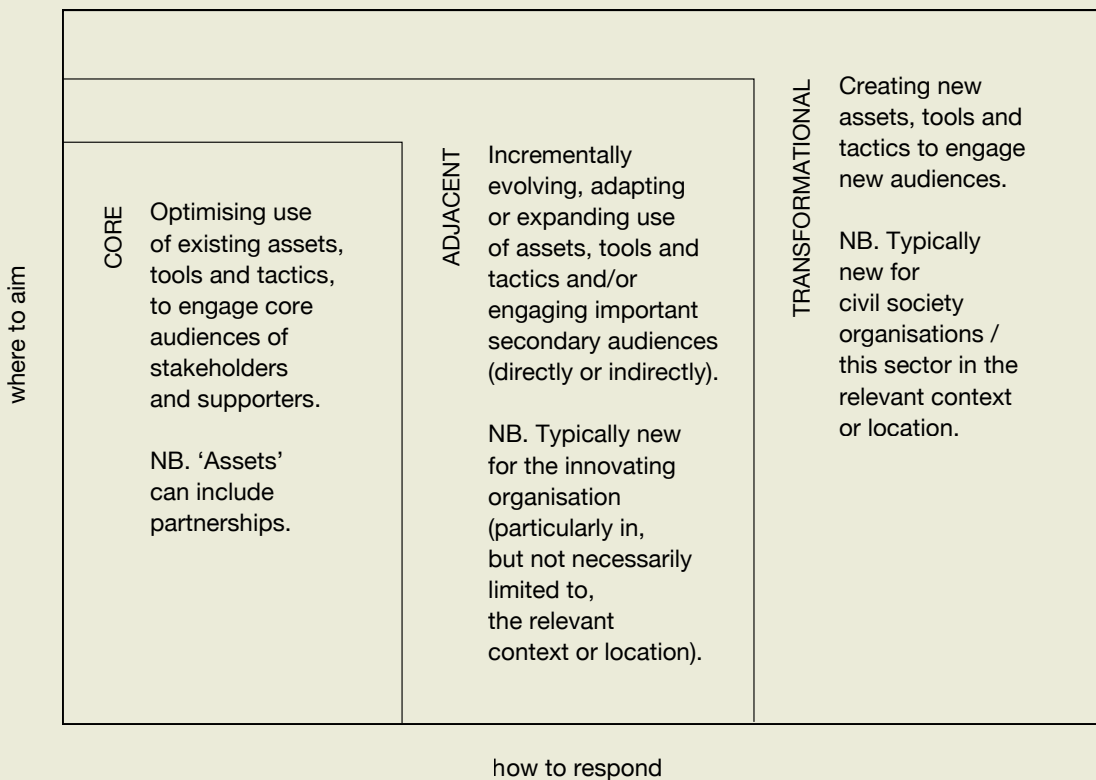 where to aim
CORE
Optimising use
of existing assets,
tools and tactics,
to engage core
audiences of
stakeholders
and supporters.
NB. ‘Assets’
can include
partnerships.
ADJACENT
Incrementally
evolving, adapting
or expanding use
of assets, tools and
tactics and/or
engaging important
secondary audiences
(directly or indirectly).
NB. Typically new
for the innovating
organisation
(particularly in,
but not necessarily
limited to,
the relevant
context or location).
TRANSFORMATIONAL
Creating new
assets, tools and
tactics to engage
new audiences.
NB. Typically
new for
civil society
organisations /
this sector in the
relevant context
or location.
how to respond